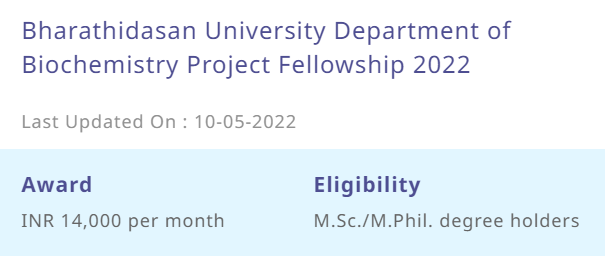 Bharathidasan University Department of
Biochemistry Project Fellowship 2022
Last Updated On : 10-05-2022
Award
INR 14,000 per month
Eligibility
M.Sc./M.Phil. degree holders